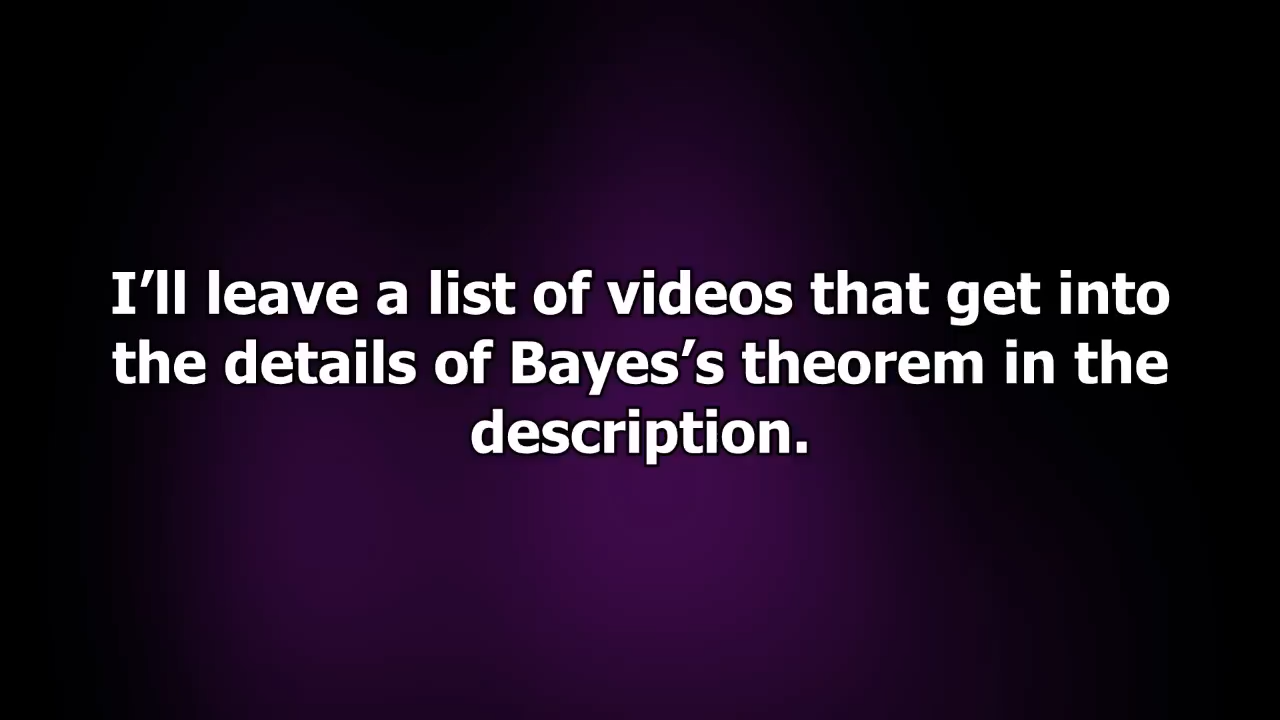 I’ll leave a list of videos that get into
the details of Bayes’s theorem in the
description.